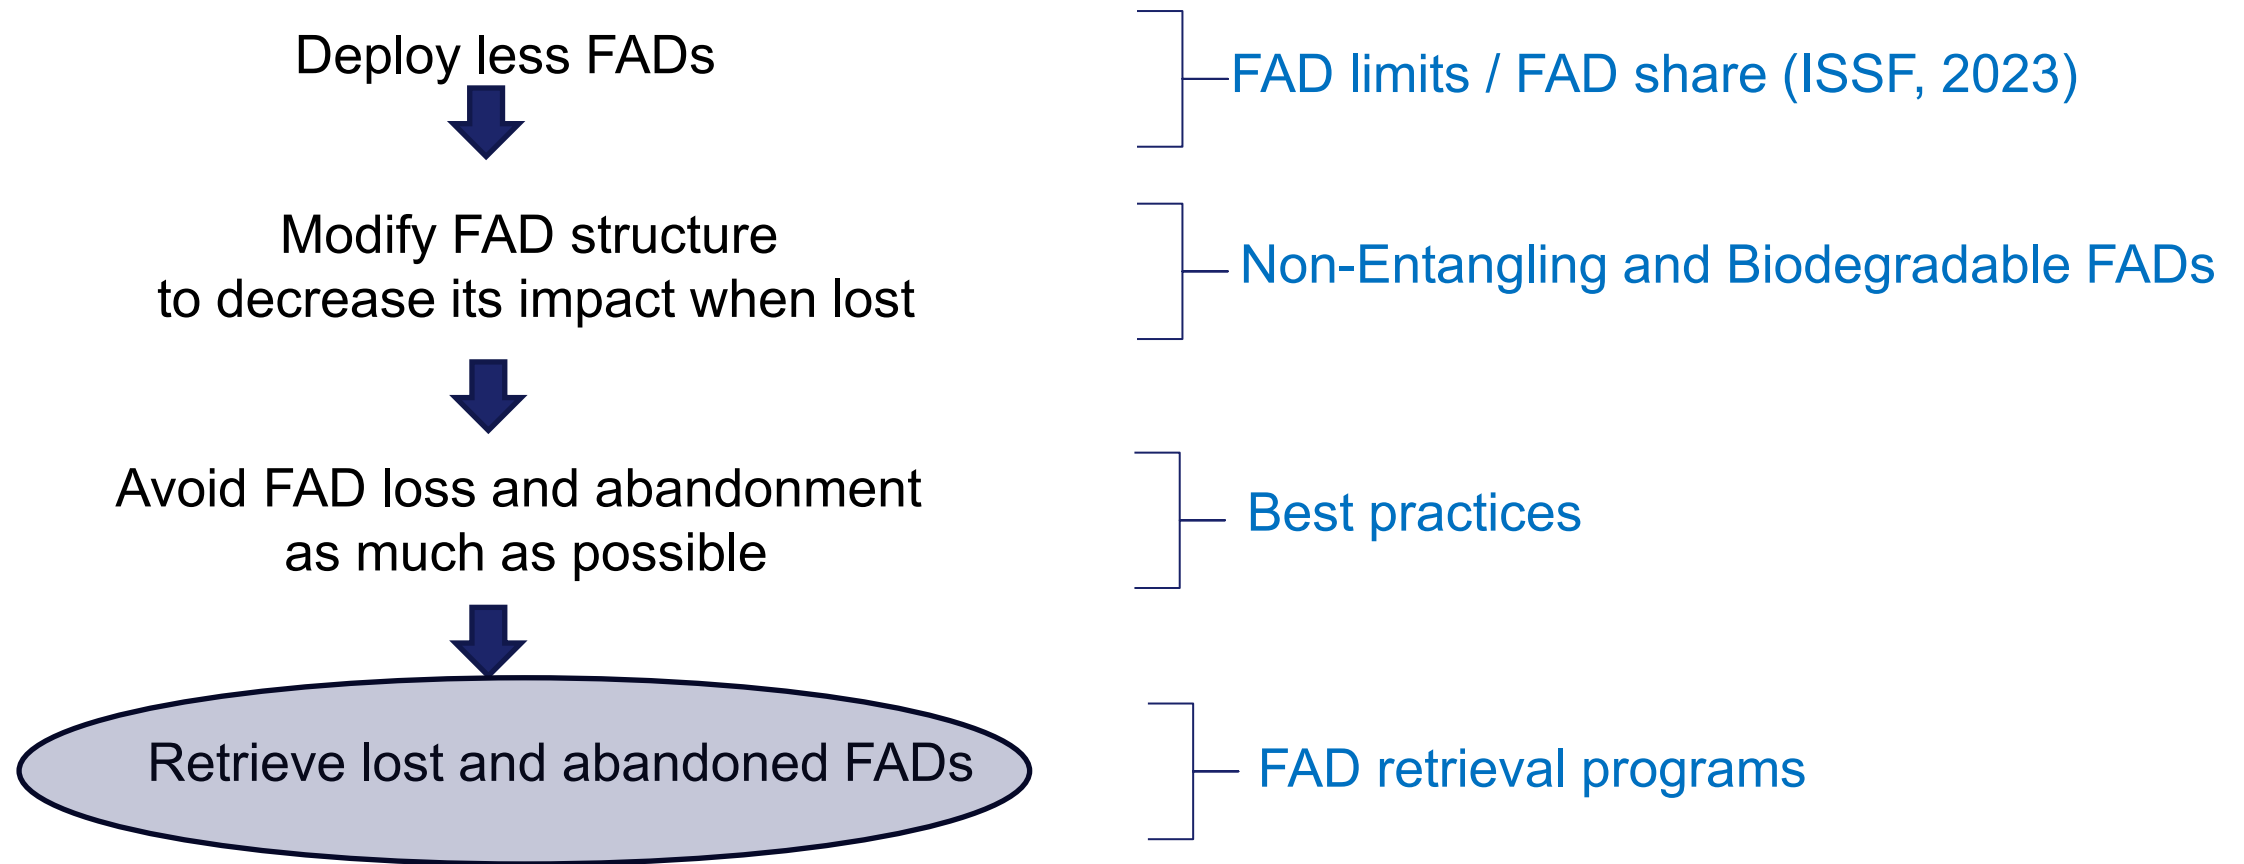 Deploy less FADs
FAD limits / FAD share (ISSF, 2023)
Modify FAD structure
to decrease its impact when lost
Non-Entangling and Biodegradable FADs
Avoid FAD loss and abandonment
as much as possible
Best practices
Retrieve lost and abandoned FADs
FAD retrieval programs